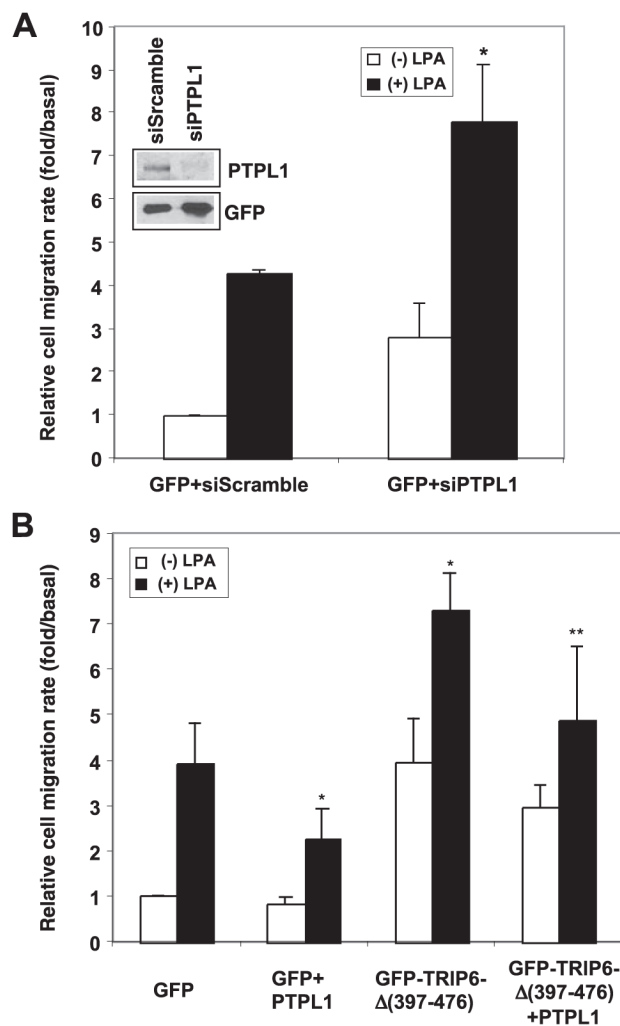 A
Relative cell migration rate (fold/basal)
10
9
8
7
6
5
4
3
2
1
0
siSrcamble
siPTPL1
PTPL1
GFP
(-) LPA
(+) LPA
*
GFP+siScramble
GFP+siPTPL1
B
Relative cell migration rate (fold/basal)
9
8
7
6
5
4
3
2
1
0
(-) LPA
(+) LPA
*
*
**
GFP
GFP+
PTPL1
GFP-TRIP6-
Δ(397-476)
GFP-TRIP6-
Δ(397-476)
+PTPL1